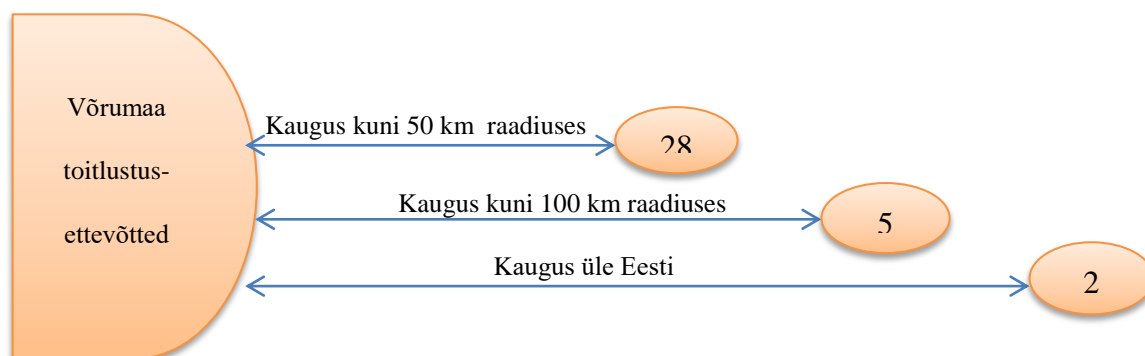 Võrumaa
toitlustus-
ettevõtted
Kaugus kuni 50 km raadiuses
28
Kaugus kuni 100 km raadiuses
5
Kaugus üle Eesti
2